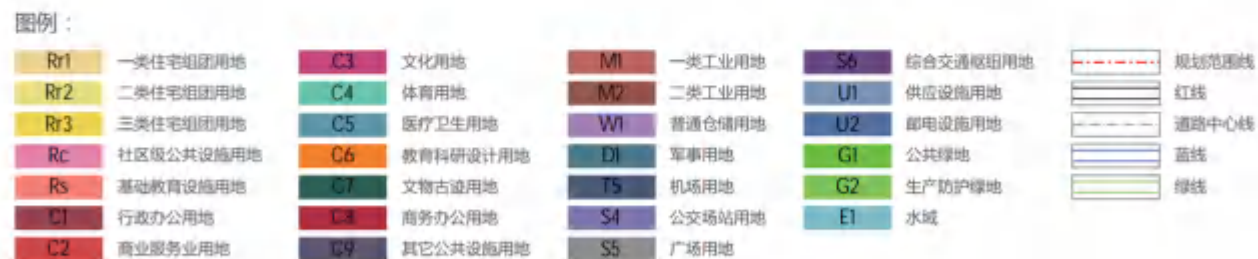 图例：
Rr1 一类住宅组团用地 C3 文化用地 M1 一类工业用地 S6 综合交通枢纽用地 规划范围线
Rr2 二类住宅组团用地 C4 体育用地 M2 二类工业用地 U1 供应设施用地 红线
Rr3 三类住宅组团用地 C5 医疗卫生用地 W1 普通仓储用地 U2 邮电设施用地 道路中心线
Rc 社区级公共设施用地 C6 教育科研设计用地 D1 军事用地 G1 公共绿地 蓝线
Rs 基础教育设施用地 C7 文物古迹用地 T5 机场用地 G2 生产防护绿地 绿线
C1 行政办公用地 C8 商务办公用地 S4 公交场站用地 E1 水域
C2 商业服务业用地 C9 其它公共设施用地 S5 广场用地